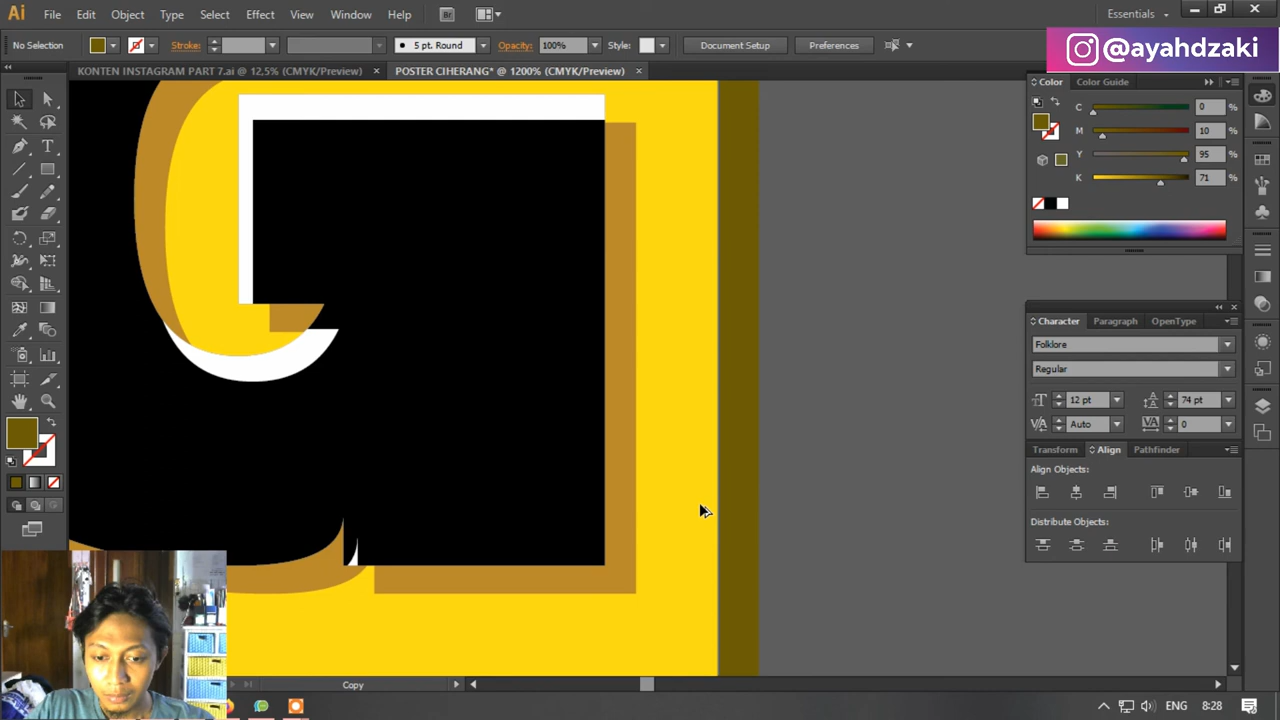 Ai File Edit Object Type Select Effect View Window Help Br Essentials
No Selection Stroke: 5 pt. Round Opacity: 100% Style: Document Setup Preferences
@ayahdzaki
KONTEN INSTAGRAM PART 7.ai @ 12,5% (CMYK/Preview) × POSTER CIHERANG* @ 1200% (CMYK/Preview) ×
Color Color Guide
C 0 %
M 10 %
Y 95 %
K 71 %
Character Paragraph OpenType
Folklore
Regular
12 pt 74 pt
Auto 0
Transform Align Pathfinder
Align Objects:
Distribute Objects:
Copy
ENG 8:28